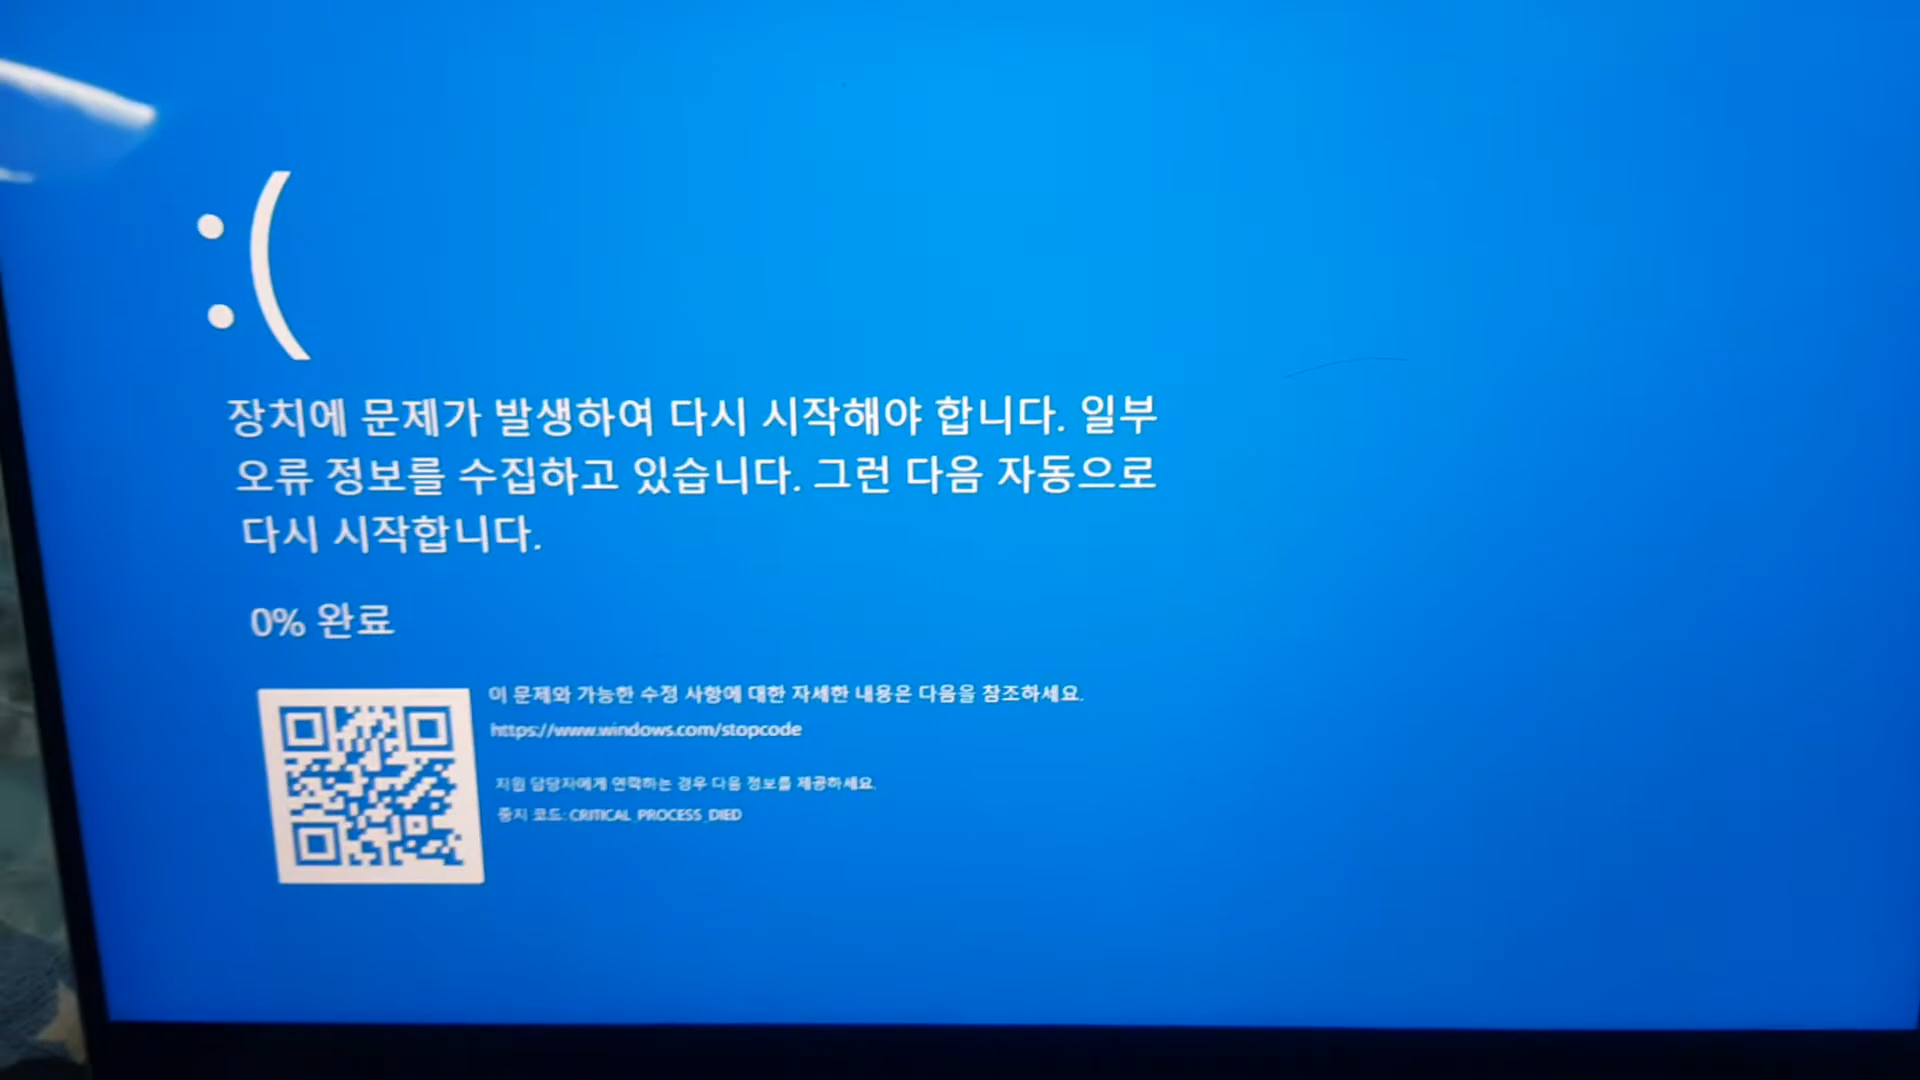 :(
장치에 문제가 발생하여 다시 시작해야 합니다. 일부
오류 정보를 수집하고 있습니다. 그런 다음 자동으로
다시 시작합니다.
0% 완료
이 문제와 가능한 수정 사항에 대한 자세한 내용은 다음을 참조하세요.
https://www.windows.com/stopcode
지원 담당자에게 연락하는 경우 다음 정보를 제공하세요.
중지 코드: CRITICAL_PROCESS_DIED